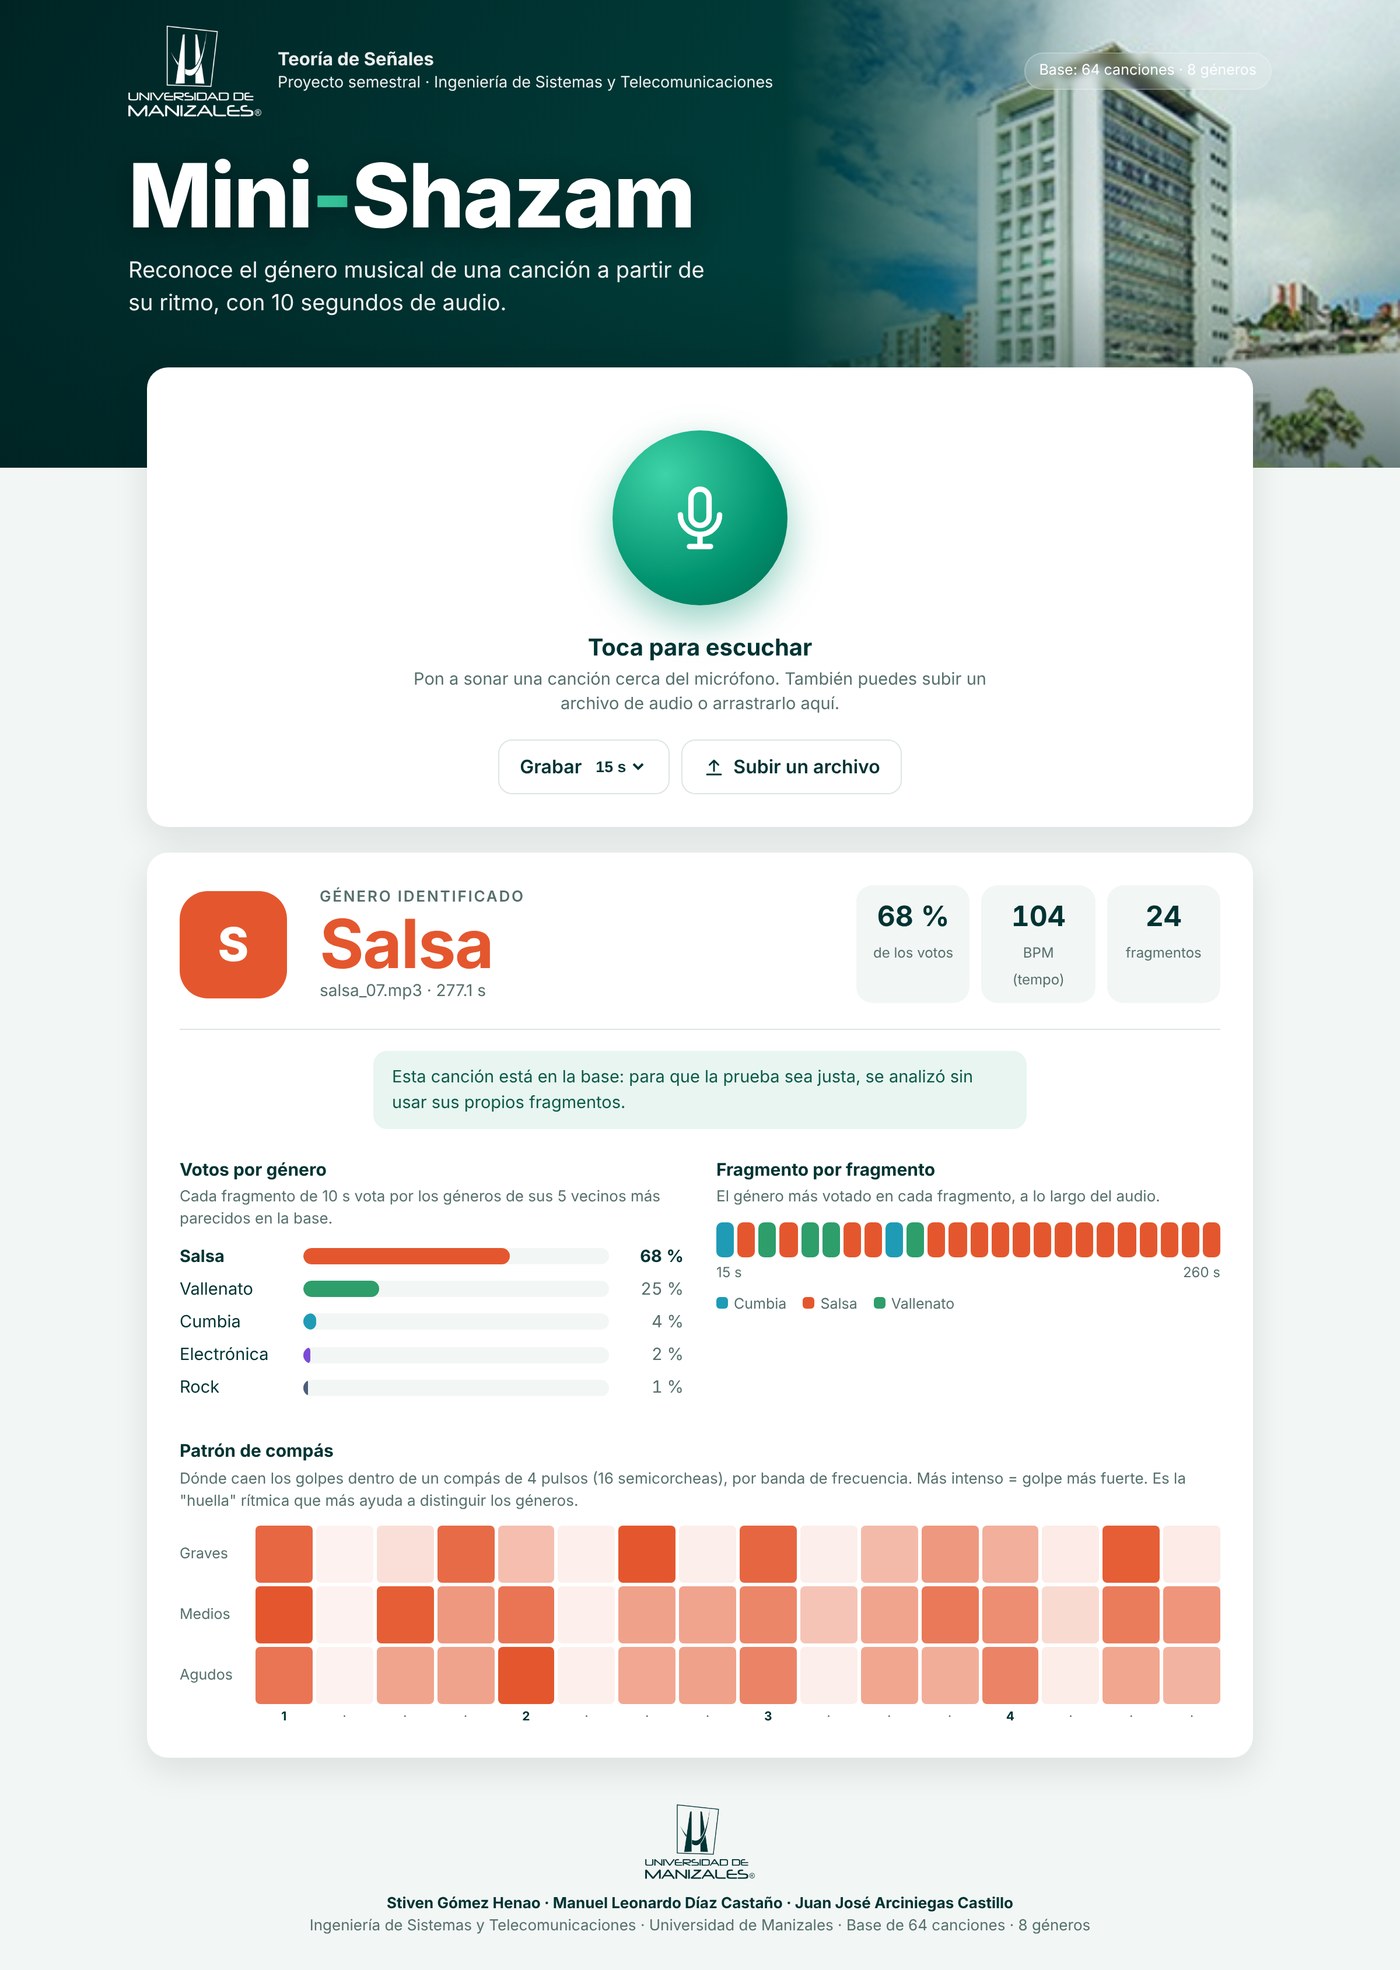 UNIVERSIDAD DE
MANIZALES®
Teoría de Señales
Proyecto semestral · Ingeniería de Sistemas y Telecomunicaciones
Base: 64 canciones · 8 géneros
Mini-Shazam
Reconoce el género musical de una canción a partir de
su ritmo, con 10 segundos de audio.
Toca para escuchar
Pon a sonar una canción cerca del micrófono. También puedes subir un
archivo de audio o arrastrarlo aquí.
Grabar 15 s
Subir un archivo
S
GÉNERO IDENTIFICADO
Salsa
salsa_07.mp3 · 277.1 s
68 %
de los votos
104
BPM
(tempo)
24
fragmentos
Esta canción está en la base: para que la prueba sea justa, se analizó sin
usar sus propios fragmentos.
Votos por género
Cada fragmento de 10 s vota por los géneros de sus 5 vecinos más
parecidos en la base.
Salsa 68 %
Vallenato 25 %
Cumbia 4 %
Electrónica 2 %
Rock 1 %
Fragmento por fragmento
El género más votado en cada fragmento, a lo largo del audio.
15 s 260 s
Cumbia Salsa Vallenato
Patrón de compás
Dónde caen los golpes dentro de un compás de 4 pulsos (16 semicorcheas), por banda de frecuencia. Más intenso = golpe más fuerte. Es la
"huella" rítmica que más ayuda a distinguir los géneros.
Graves
Medios
Agudos
1 · · · 2 · · · 3 · · · 4 · · ·
UNIVERSIDAD DE
MANIZALES®
Stiven Gómez Henao · Manuel Leonardo Díaz Castaño · Juan José Arciniegas Castillo
Ingeniería de Sistemas y Telecomunicaciones · Universidad de Manizales · Base de 64 canciones · 8 géneros